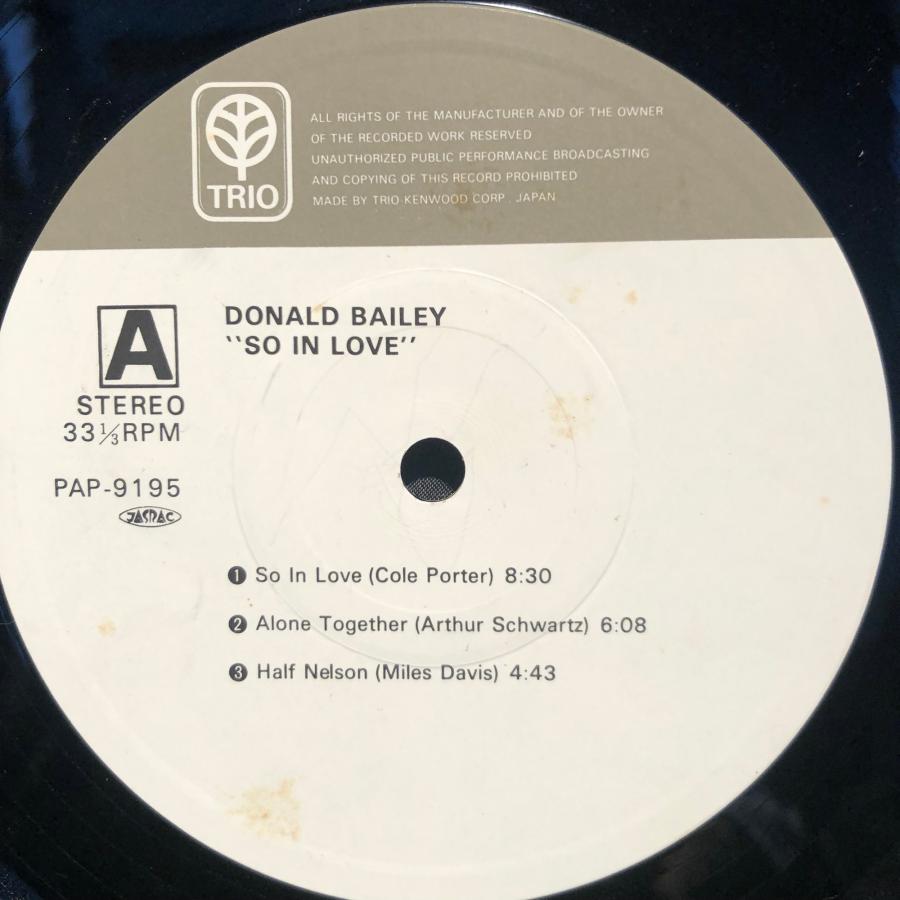 TRIO
ALL RIGHTS OF THE MANUFACTURER AND OF THE OWNER
OF THE RECORDED WORK RESERVED
UNAUTHORIZED PUBLIC PERFORMANCE BROADCASTING
AND COPYING OF THIS RECORD PROHIBITED
MADE BY TRIO KENWOOD CORP. JAPAN
A
STEREO
33⅓RPM
PAP-9195
JASRAC
DONALD BAILEY
"SO IN LOVE"
❶ So In Love (Cole Porter) 8:30
❷ Alone Together (Arthur Schwartz) 6:08
❸ Half Nelson (Miles Davis) 4:43